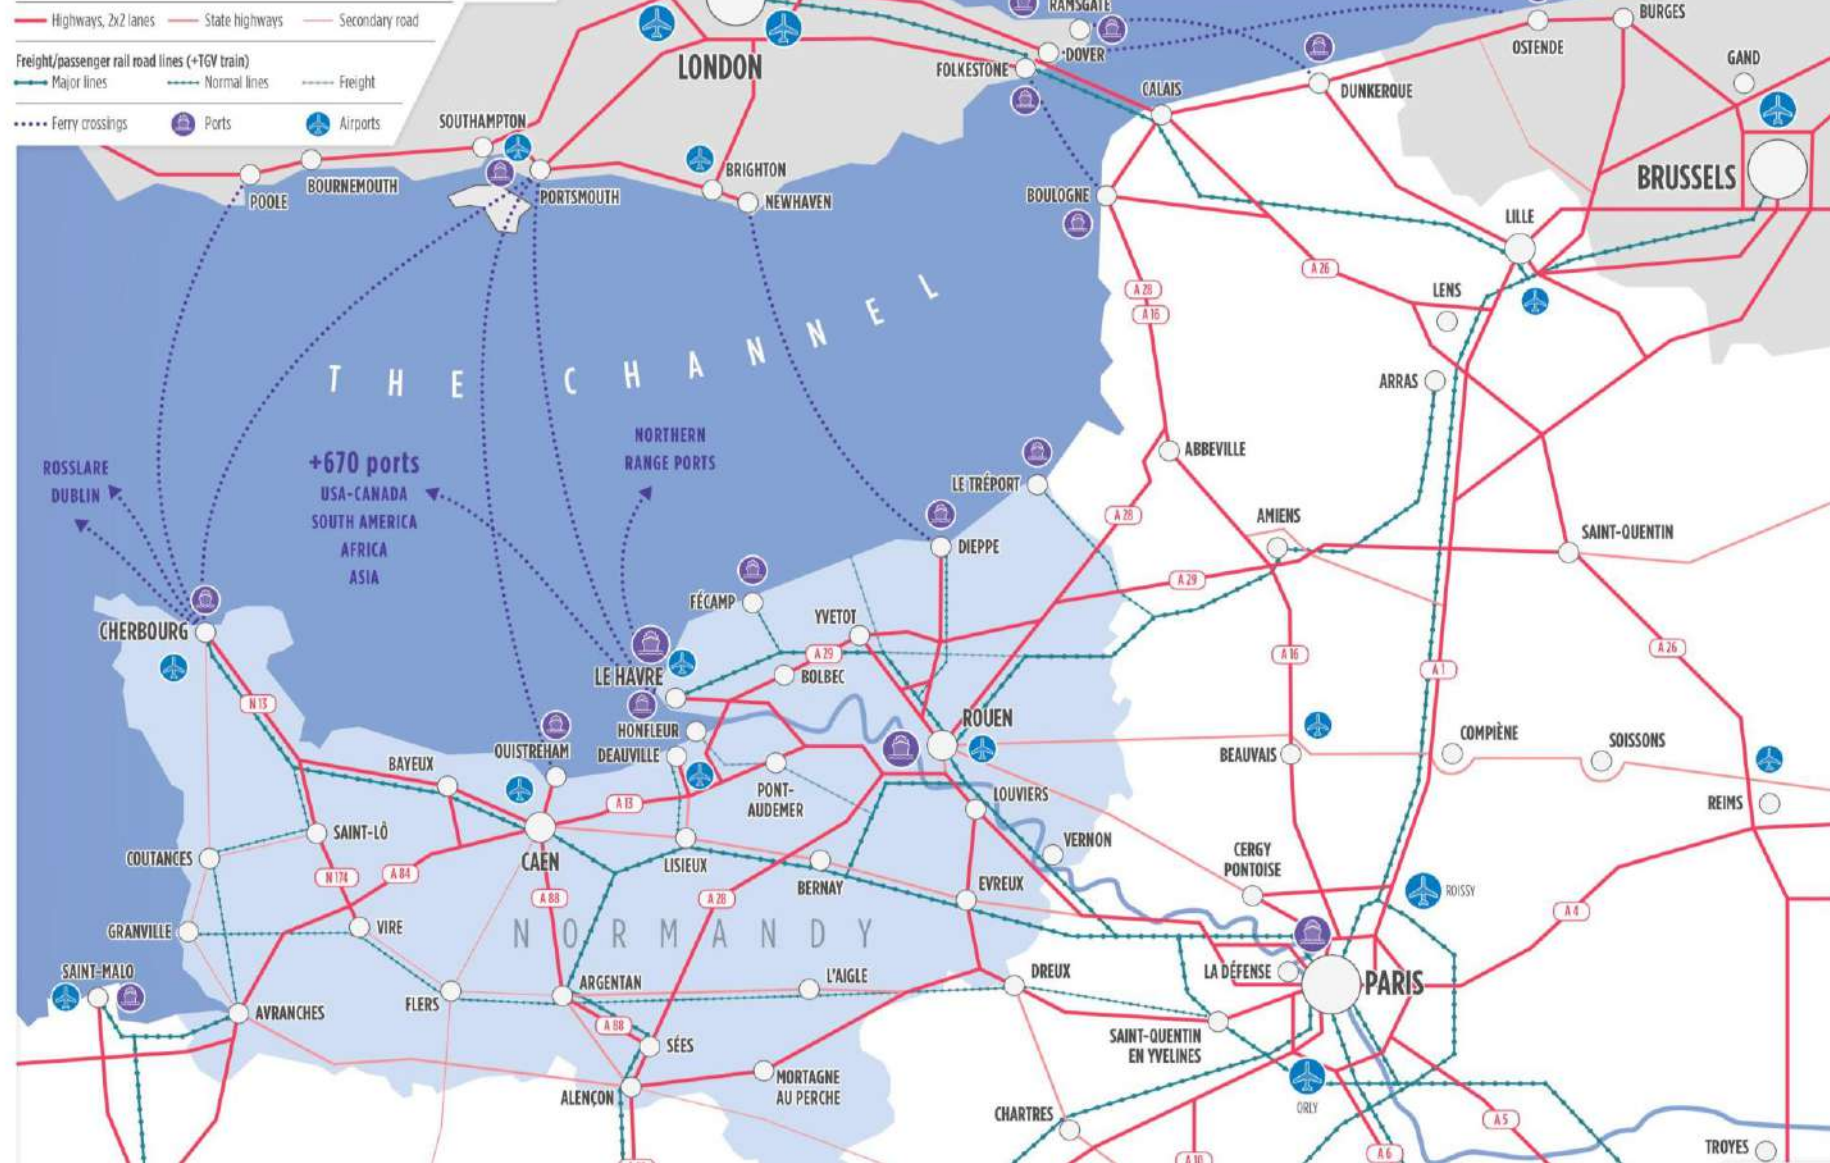 Highways, 2x2 lanes
State highways
Secondary road
Freight/passenger rail road lines (+TGV train)
Major lines
Normal lines
Freight
Ferry crossings
Ports
Airports
LONDON
RAMSGATE
DOVER
FOLKESTONE
CALAIS
DUNKERQUE
OSTENDE
BURGES
GAND
BRUSSELS
SOUTHAMPTON
POOLE
BOURNEMOUTH
PORTSMOUTH
BRIGHTON
NEWHAVEN
BOULOGNE
LILLE
LENS
ARRAS
A 26
A 28
A 16
THE CHANNEL
ROSSLARE
DUBLIN
+670 ports
USA-CANADA
SOUTH AMERICA
AFRICA
ASIA
NORTHERN
RANGE PORTS
ABBEVILLE
LE TRÉPORT
A 28
AMIENS
SAINT-QUENTIN
DIEPPE
A 29
FÉCAMP
YVETOT
CHERBOURG
A 29
LE HAVRE
BOLBEC
A 16
A 1
A 26
N 13
HONFLEUR
ROUEN
DEAUVILLE
OUISTREHAM
BAYEUX
BEAUVAIS
COMPIÈNE
SOISSONS
REIMS
PONT-
AUDEMER
A 13
LOUVIERS
SAINT-LÔ
COUTANCES
CAEN
LISIEUX
BERNAY
VERNON
CERGY
PONTOISE
N 174
A 84
A 88
A 28
EVREUX
ROISSY
A 4
GRANVILLE
VIRE
NORMANDY
SAINT-MALO
AVRANCHES
FLERS
ARGENTAN
L'AIGLE
DREUX
LA DÉFENSE
PARIS
A 88
SÉES
SAINT-QUENTIN
EN YVELINES
ALENÇON
MORTAGNE
AU PERCHE
CHARTRES
ORLY
A 5
A 10
A 6
TROYES